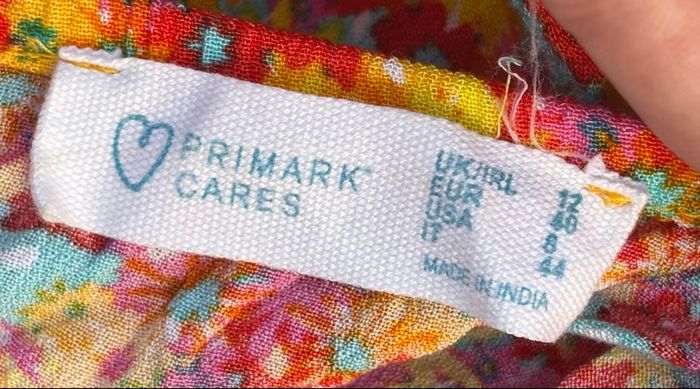 PRIMARK
CARES
UK/IRL 12
EUR 40
USA 8
IT 44
MADE IN INDIA